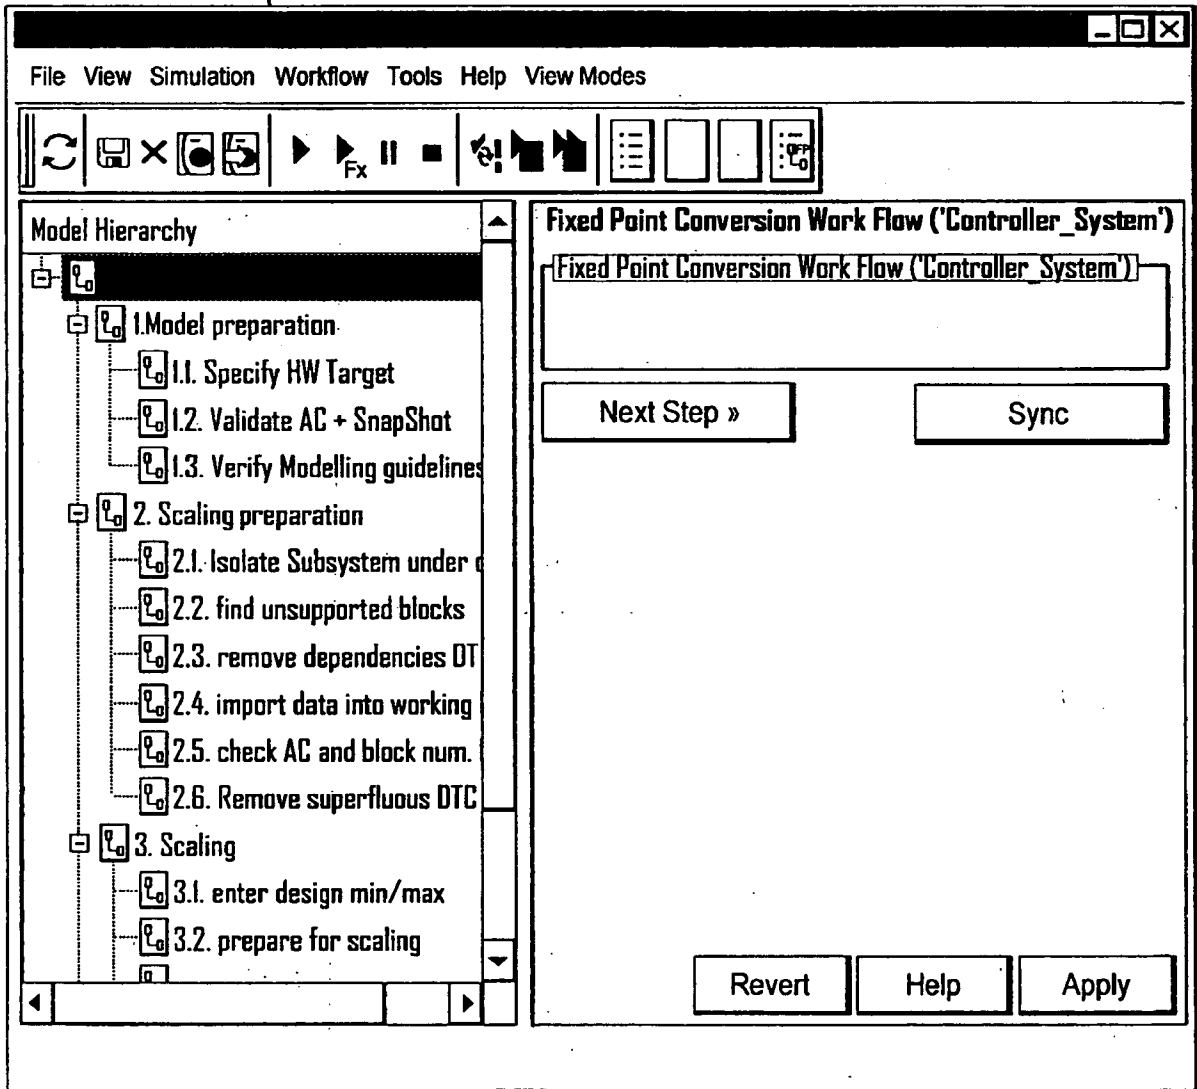 File View Simulation Workflow Tools Help View Modes
Fx
Model Hierarchy
1.Model preparation
1.1. Specify HW Target
1.2. Validate AC + SnapShot
1.3. Verify Modelling guidelines
2. Scaling preparation
2.1. Isolate Subsystem under
2.2. find unsupported blocks
2.3. remove dependencies DT
2.4. import data into working
2.5. check AC and block num.
2.6. Remove superfluous DTC
3. Scaling
3.1. enter design min/max
3.2. prepare for scaling
Fixed Point Conversion Work Flow ('Controller_System')
Fixed Point Conversion Work Flow ('Controller_System')
Next Step »
Sync
Revert
Help
Apply